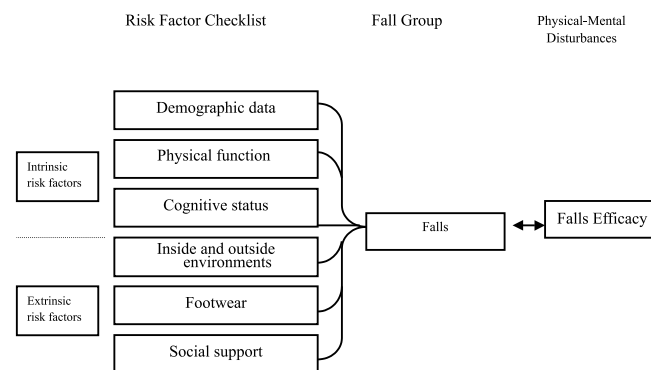 Risk Factor Checklist
Fall Group
Physical-Mental
Disturbances
Demographic data
Physical function
Intrinsic
risk factors
Cognitive status
Falls
Falls Efficacy
Inside and outside
environments
Footwear
Extrinsic
risk factors
Social support